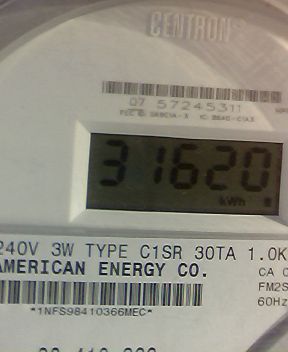 CENTRON
07 57245311
31620
kWh
240V 3W TYPE C1SR 30TA 1.0K
AMERICAN ENERGY CO.
CA
FM2S
60Hz
*1NFS98410366MEC*